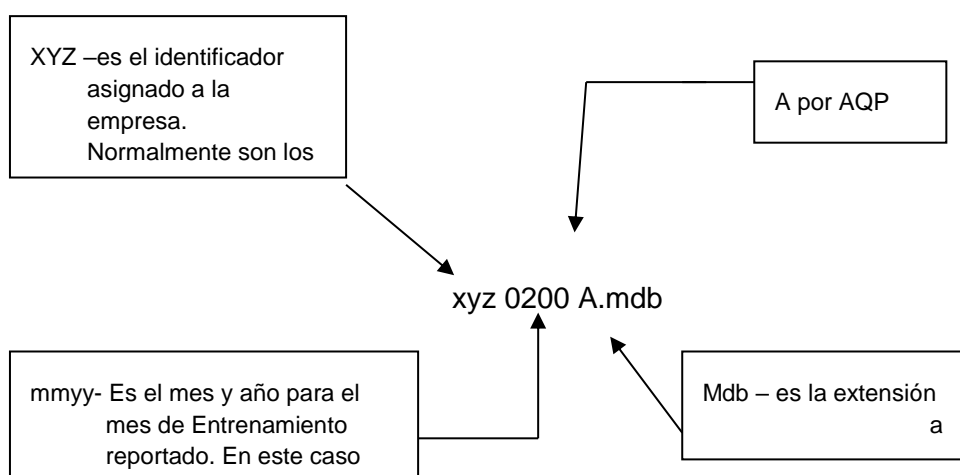 XYZ –es el identificador
asignado a la
empresa.
Normalmente son los
A por AQP
xyz 0200 A.mdb
mmyy- Es el mes y año para el
mes de Entrenamiento
reportado. En este caso
Mdb – es la extensión
a